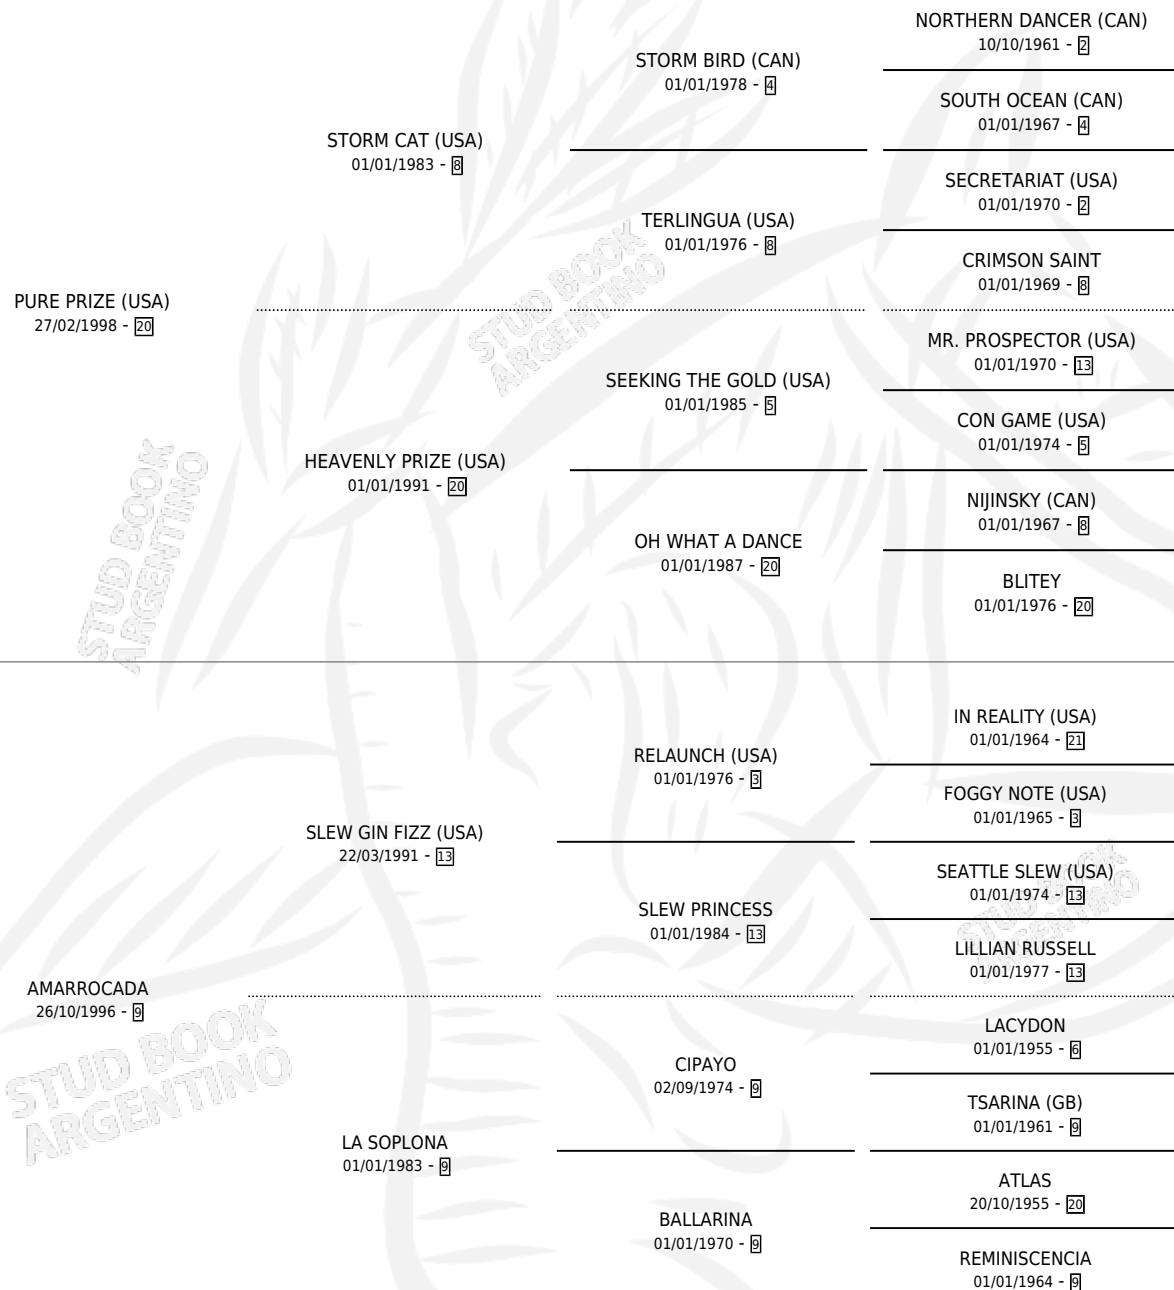 NORTHERN DANCER (CAN)
10/10/1961 - 2
STORM BIRD (CAN)
01/01/1978 - 4
SOUTH OCEAN (CAN)
01/01/1967 - 4
STORM CAT (USA)
01/01/1983 - 8
SECRETARIAT (USA)
01/01/1970 - 2
TERLINGUA (USA)
01/01/1976 - 8
CRIMSON SAINT
01/01/1969 - 8
PURE PRIZE (USA)
27/02/1998 - 20
STUD BOOK
ARGENTINO
MR. PROSPECTOR (USA)
01/01/1970 - 13
SEEKING THE GOLD (USA)
01/01/1985 - 5
CON GAME (USA)
01/01/1974 - 5
HEAVENLY PRIZE (USA)
01/01/1991 - 20
NIJINSKY (CAN)
01/01/1967 - 8
OH WHAT A DANCE
01/01/1987 - 20
BLITEY
01/01/1976 - 20
STUD BOOK
ARGENTINO
IN REALITY (USA)
01/01/1964 - 21
RELAUNCH (USA)
01/01/1976 - 3
FOGGY NOTE (USA)
01/01/1965 - 3
SLEW GIN FIZZ (USA)
22/03/1991 - 13
SEATTLE SLEW (USA)
01/01/1974 - 13
SLEW PRINCESS
01/01/1984 - 13
LILLIAN RUSSELL
01/01/1977 - 13
STUD BOOK
ARGENTINO
AMARROCADA
26/10/1996 - 9
LACYDON
01/01/1955 - 6
CIPAYO
02/09/1974 - 9
TSARINA (GB)
01/01/1961 - 9
STUD BOOK
ARGENTINO
LA SOPLONA
01/01/1983 - 9
ATLAS
20/10/1955 - 20
BALLARINA
01/01/1970 - 9
REMINISCENCIA
01/01/1964 - 9